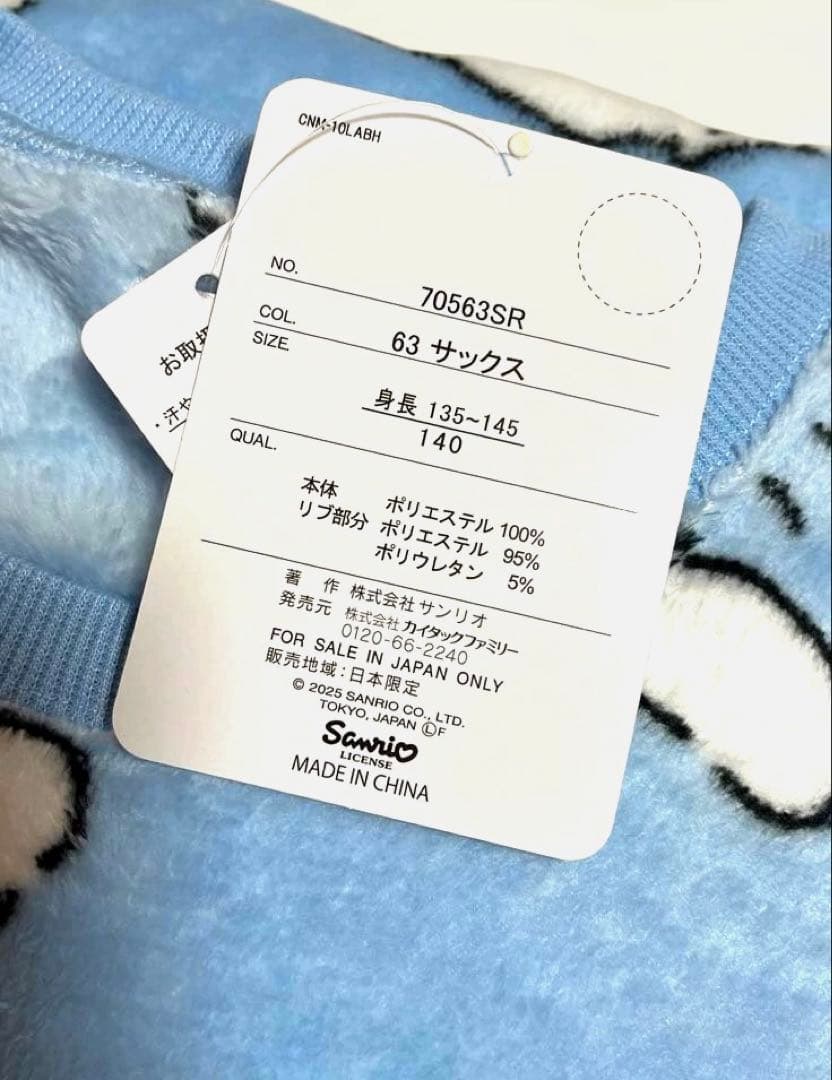 CNM-10LABH
NO. 70563SR
COL. 63 サックス
SIZE. 身長 135~145
140
QUAL.
本体 ポリエステル 100%
リブ部分 ポリエステル 95%
ポリウレタン 5%
著 作 株式会社サンリオ
発売元 株式会社カイタックファミリー
0120-66-2240
FOR SALE IN JAPAN ONLY
販売地域:日本限定
© 2025 SANRIO CO., LTD.
TOKYO, JAPAN Ⓛ F
Sanrio
LICENSE
MADE IN CHINA
お取扱
・汗や